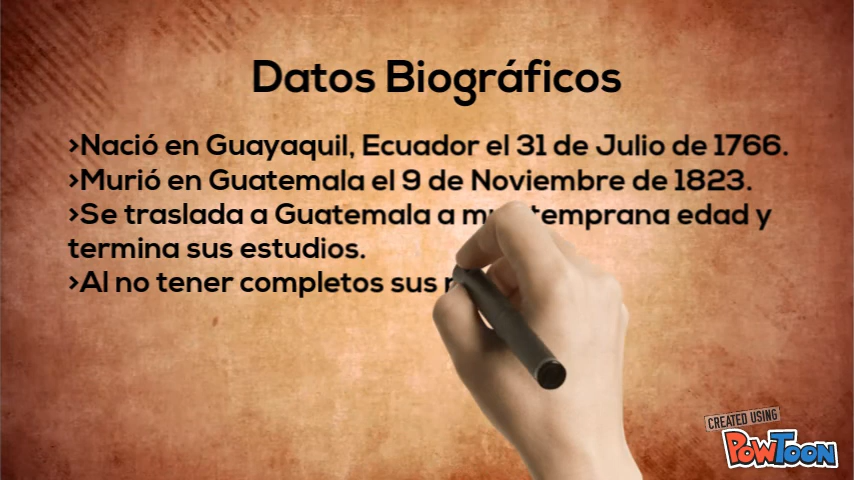 Datos Biográficos
>Nació en Guayaquil, Ecuador el 31 de Julio de 1766.
>Murió en Guatemala el 9 de Noviembre de 1823.
>Se traslada a Guatemala a temprana edad y
termina sus estudios.
>Al no tener completos sus
CREATED USING
POWTOON